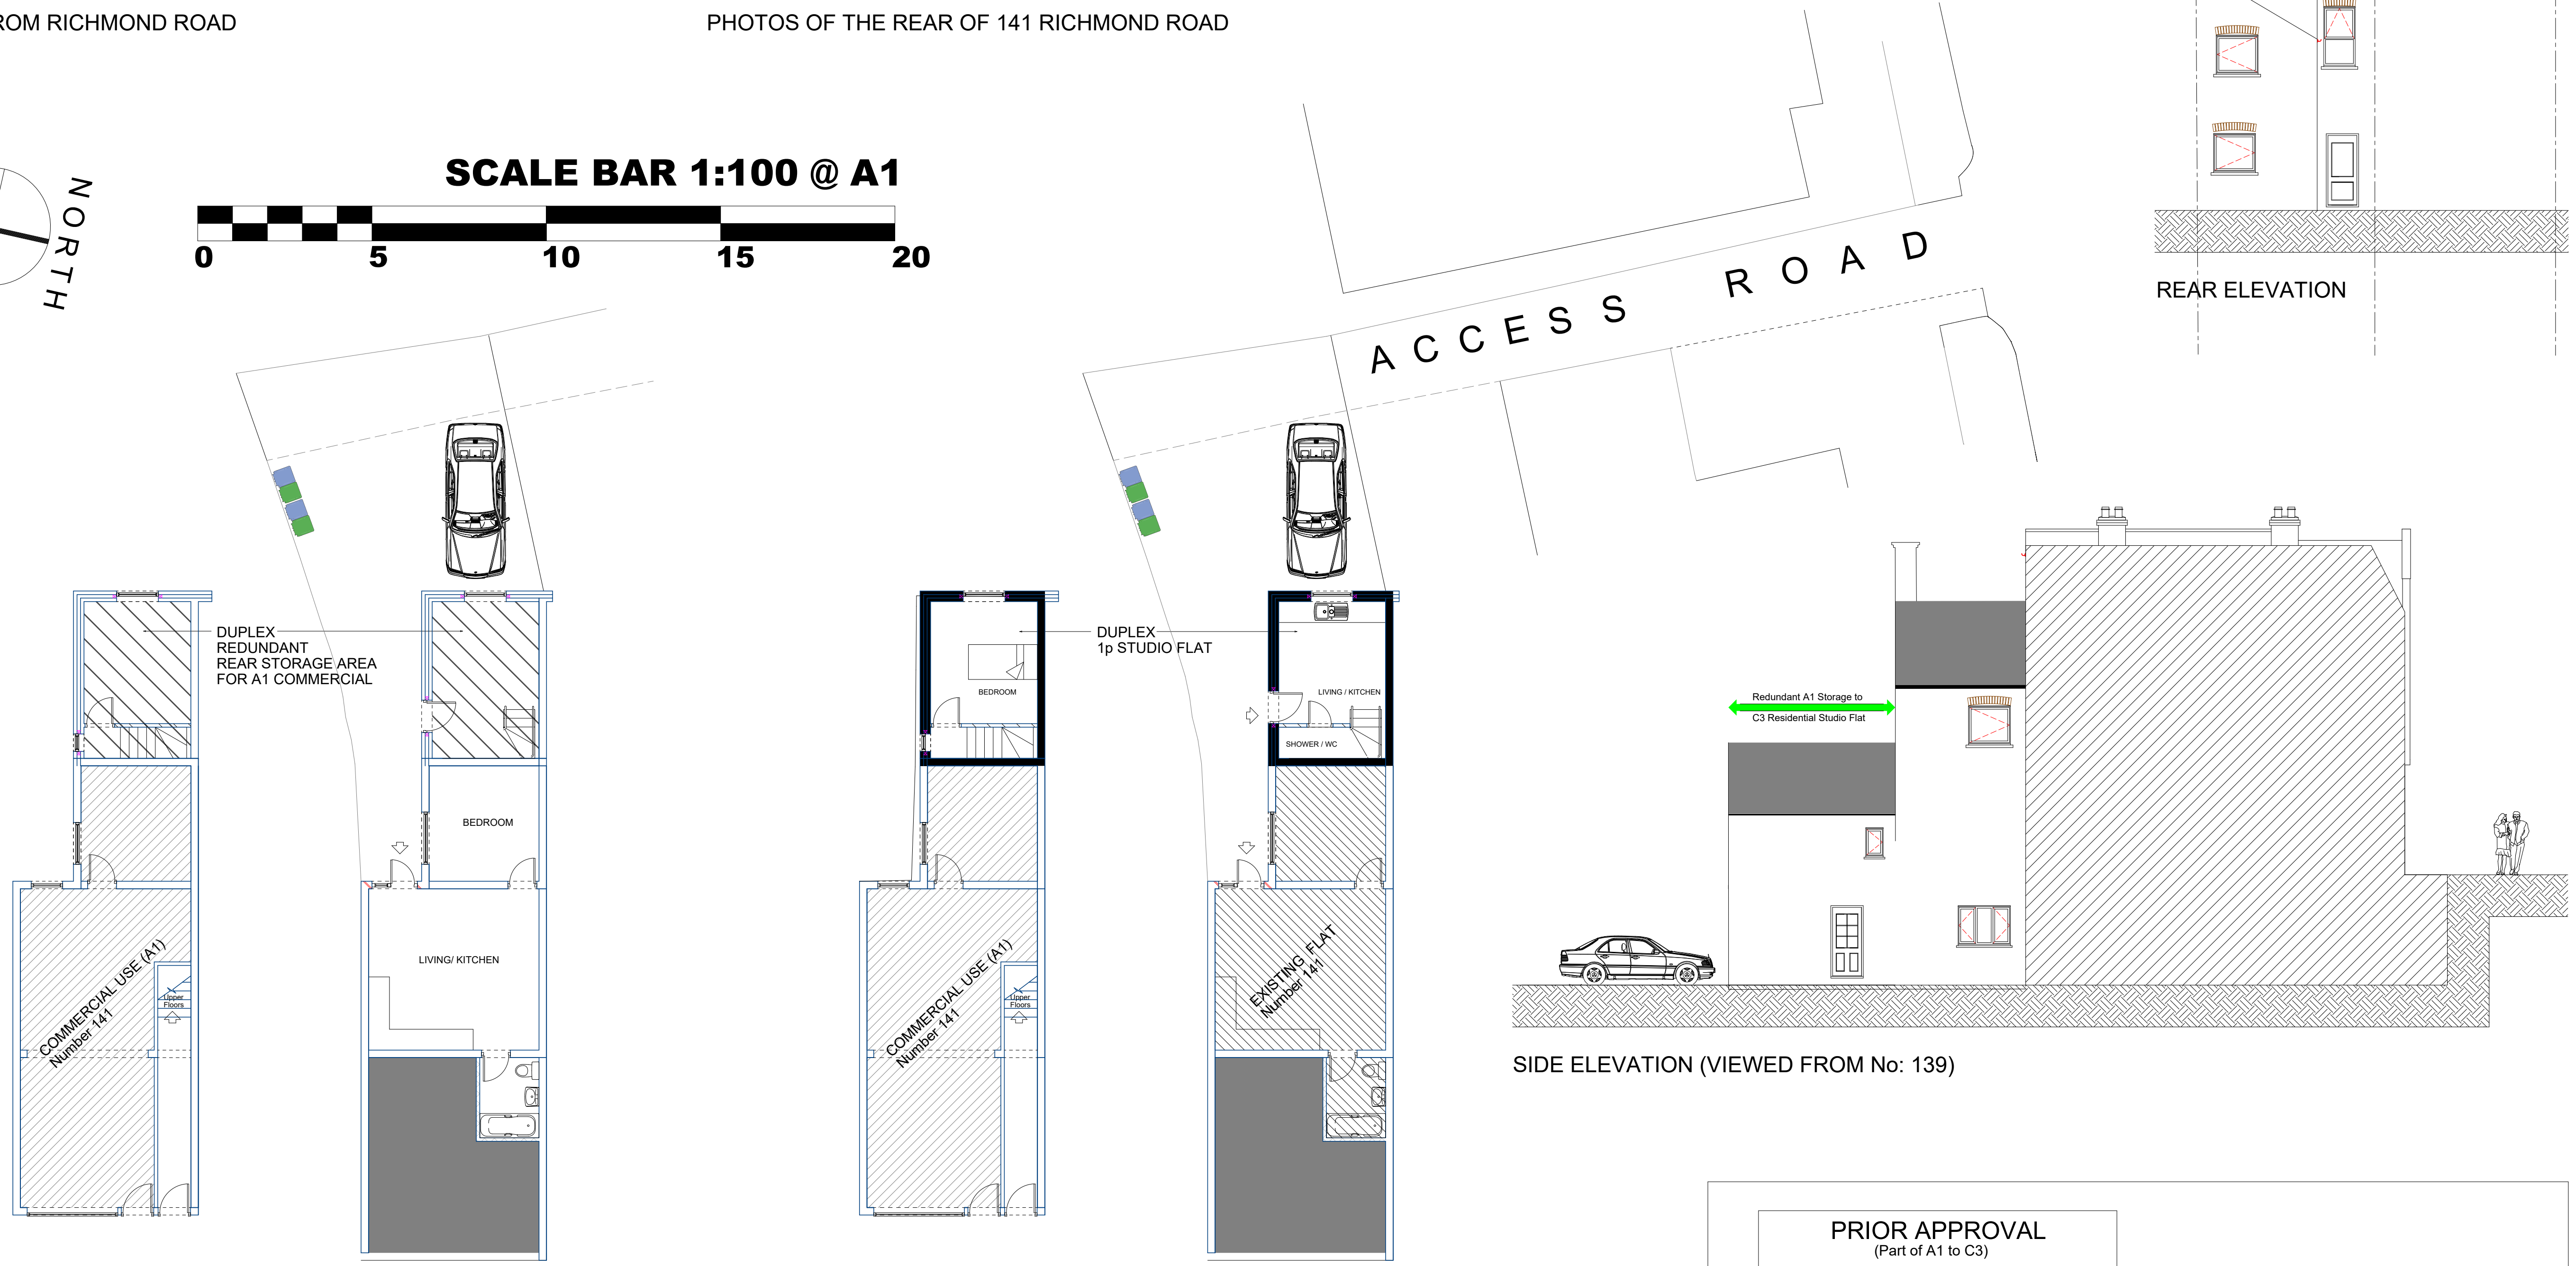 ROM RICHMOND ROAD
PHOTOS OF THE REAR OF 141 RICHMOND ROAD
NORTH
SCALE BAR 1:100 @ A1
0 5 10 15 20
ACCESS ROAD
REAR ELEVATION
DUPLEX
REDUNDANT
REAR STORAGE AREA
FOR A1 COMMERCIAL
BEDROOM
LIVING/ KITCHEN
COMMERCIAL USE (A1)
Number 141
Upper
Floors
DUPLEX
1p STUDIO FLAT
BEDROOM
LIVING / KITCHEN
SHOWER / WC
COMMERCIAL USE (A1)
Number 141
Upper
Floors
EXISTING FLAT
Number 141
Redundant A1 Storage to
C3 Residential Studio Flat
SIDE ELEVATION (VIEWED FROM No: 139)
PRIOR APPROVAL
(Part of A1 to C3)